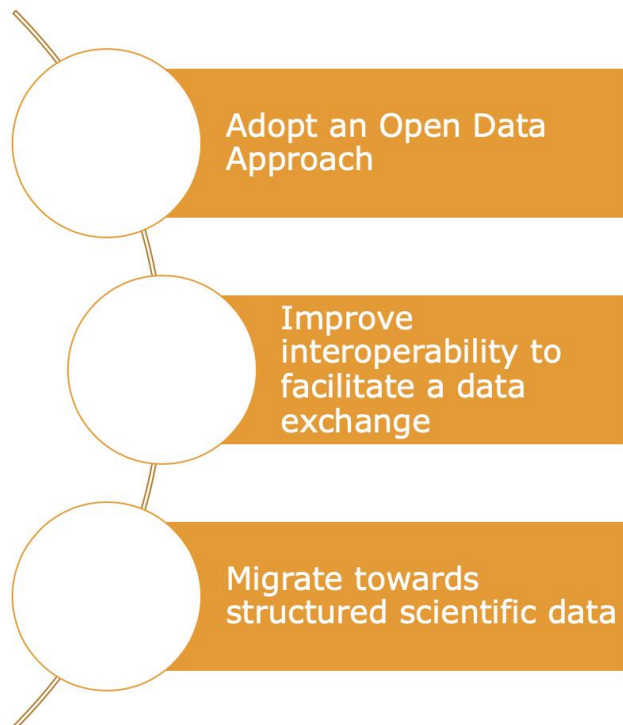 Adopt an Open Data
Approach
Improve
interoperability to
facilitate a data
exchange
Migrate towards
structured scientific data